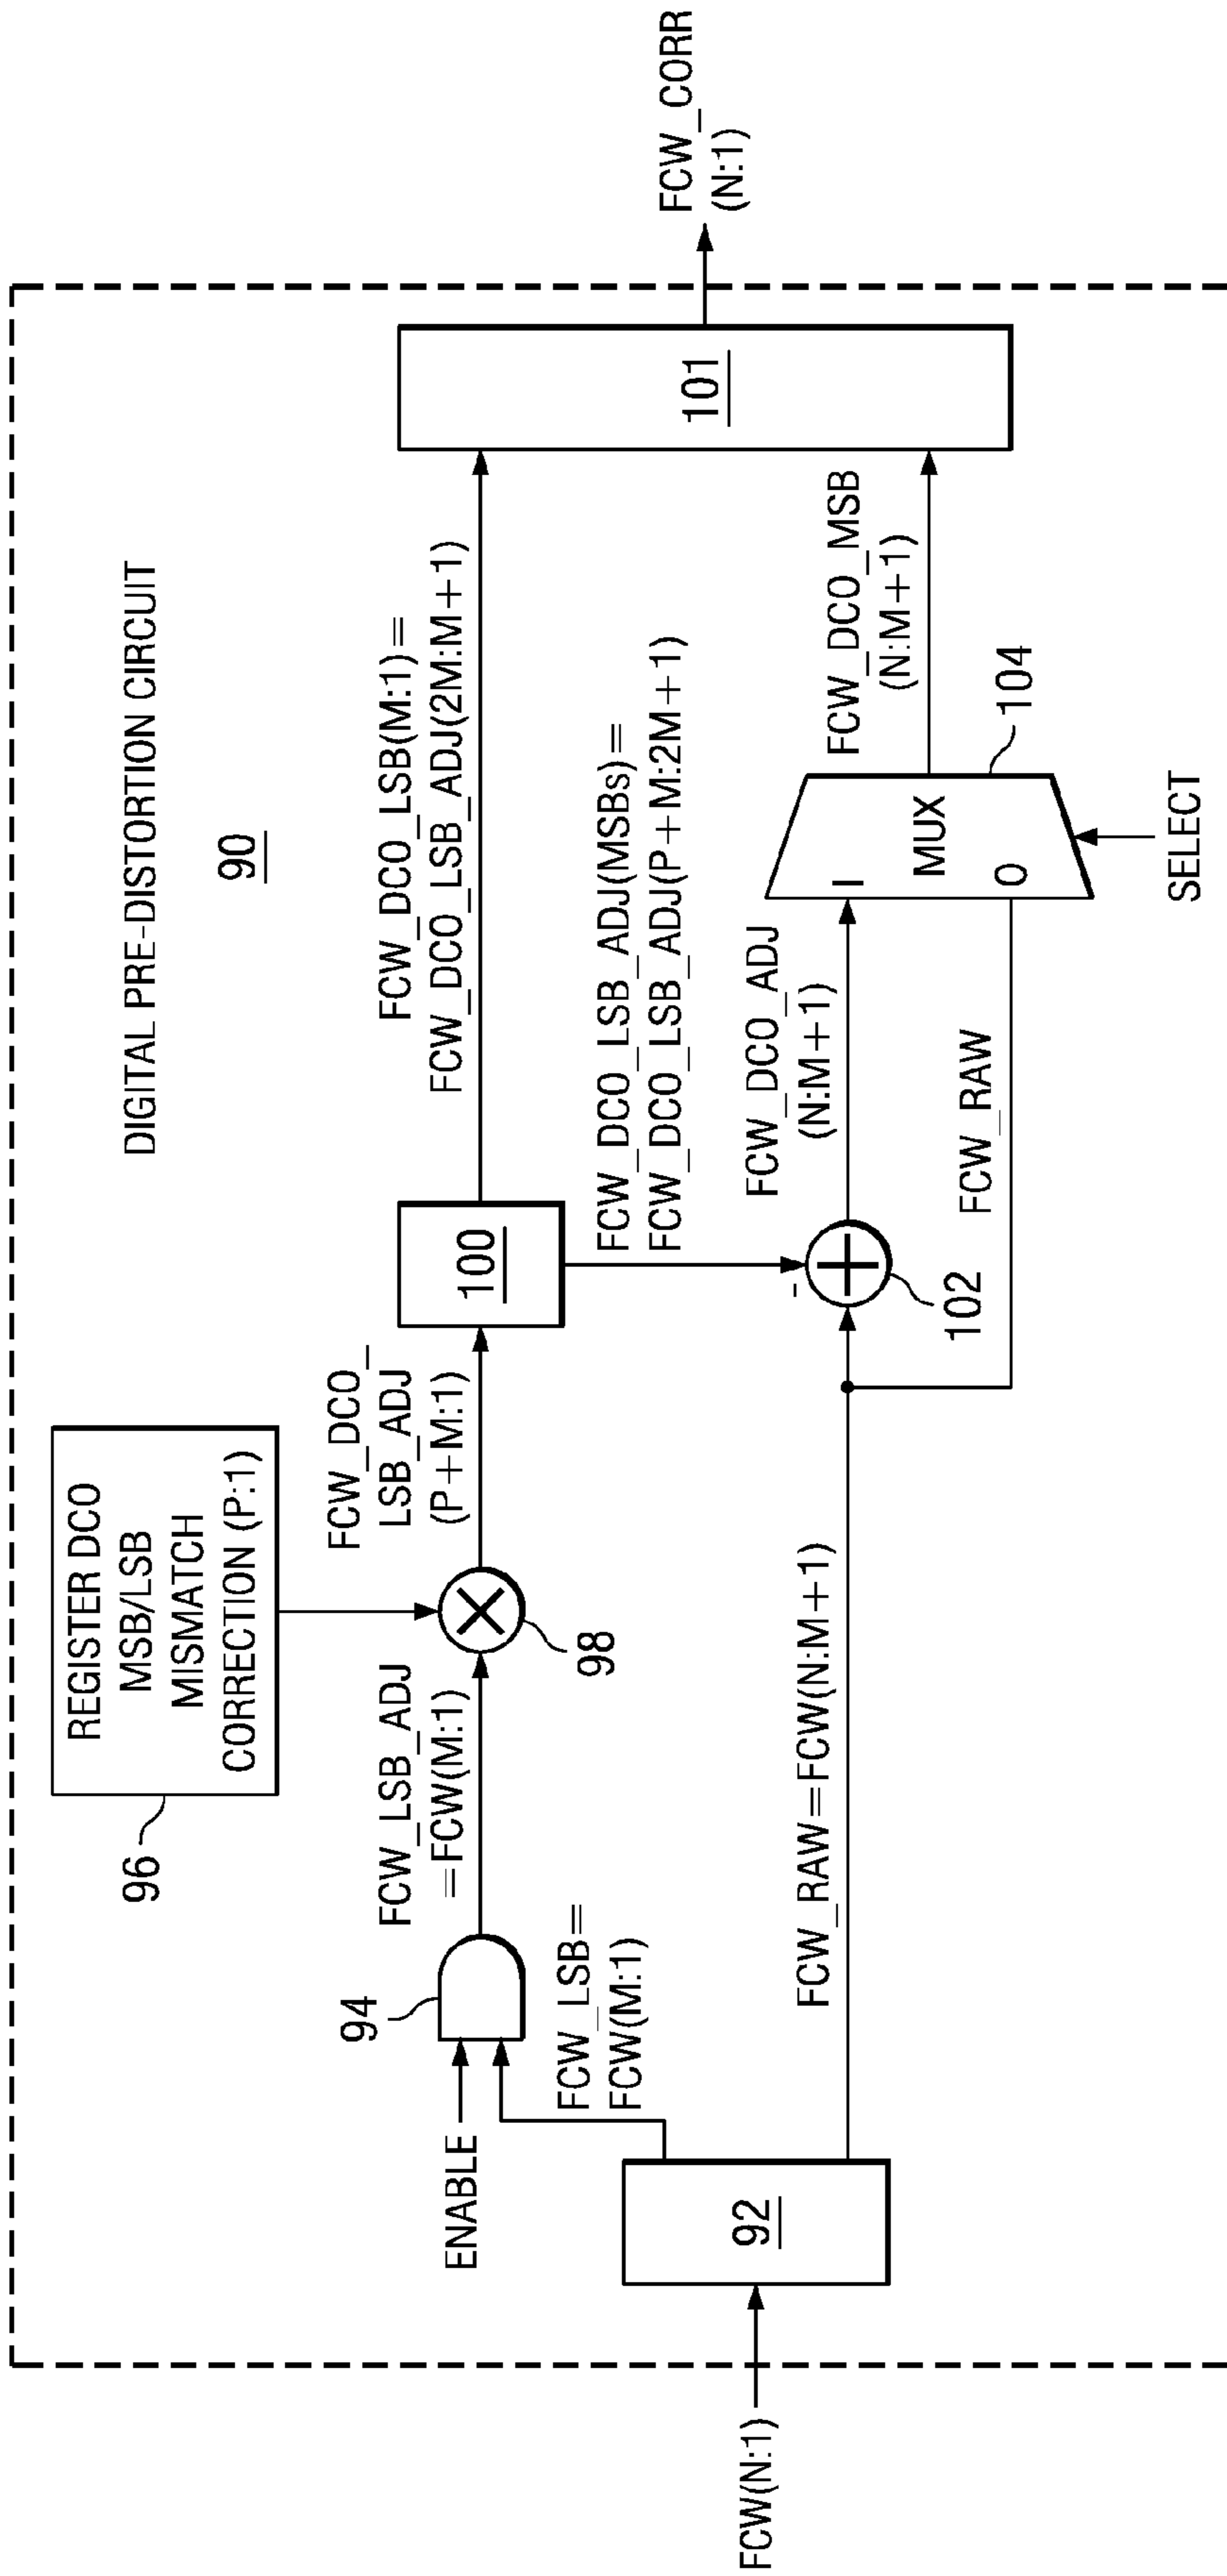 DIGITAL PRE-DISTORTION CIRCUIT
90
REGISTER DCO
MSB/LSB
MISMATCH
CORRECTION (P:1)
96
FCW(N:1)
92
ENABLE
FCW_LSB=
FCW(M:1)
94
FCW_LSB_ADJ
=FCW(M:1)
98
FCW_DCO_
LSB_ADJ
(P+M:1)
100
FCW_DCO_LSB(M:1)=
FCW_DCO_LSB_ADJ(2M:M+1)
FCW_DCO_LSB_ADJ(MSBs)=
FCW_DCO_LSB_ADJ(P+M:2M+1)
FCW_RAW=FCW(N:M+1)
-
+
102
FCW_DCO_ADJ
(N:M+1)
FCW_RAW
I
MUX
O
104
SELECT
FCW_DCO_MSB
(N:M+1)
101
FCW_CORR
(N:1)